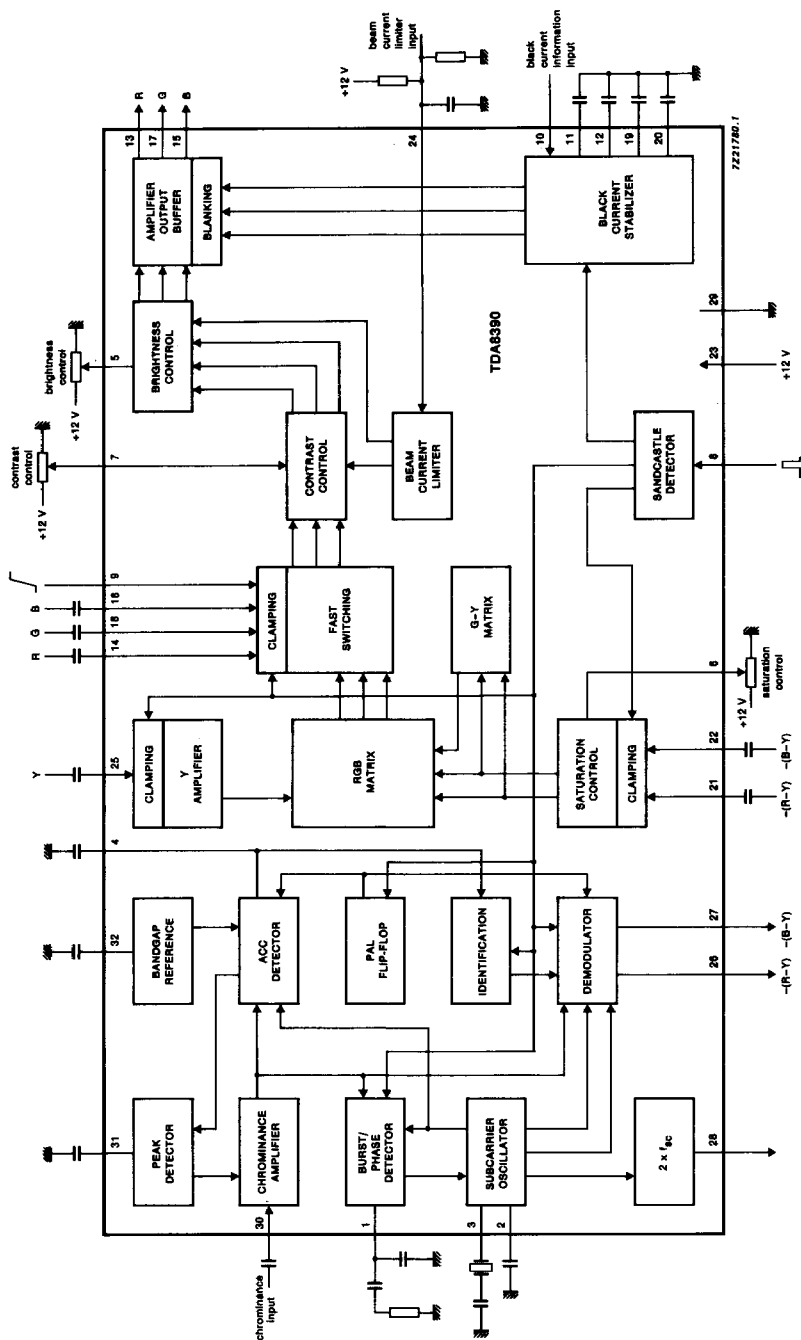 chrominance
input
30
1
3
2
31
32
4
PEAK
DETECTOR
CHROMINANCE
AMPLIFIER
BURST/
PHASE
DETECTOR
SUBCARRIER
OSCILLATOR
2 x fsc
28
BANDGAP
REFERENCE
ACC
DETECTOR
PAL
FLIP-FLOP
IDENTIFICATION
DEMODULATOR
26
27
-(R-Y)
-(B-Y)
Y
25
CLAMPING
Y
AMPLIFIER
RGB
MATRIX
SATURATION
CONTROL
CLAMPING
21
22
-(R-Y)
-(B-Y)
6
+12 V
saturation
control
R
G
B
14
18
16
9
CLAMPING
FAST
SWITCHING
G-Y
MATRIX
contrast
control
+12 V
7
CONTRAST
CONTROL
BEAM
CURRENT
LIMITER
SANDCASTLE
DETECTOR
8
brightness
control
+12 V
5
BRIGHTNESS
CONTROL
TDA8390
23
+12 V
29
AMPLIFIER
OUTPUT
BUFFER
BLANKING
BLACK
CURRENT
STABILIZER
13
R
17
G
15
B
24
+12 V
beam
current
limiter
input
10
black
current
information
input
11
12
19
20
7Z21780.1